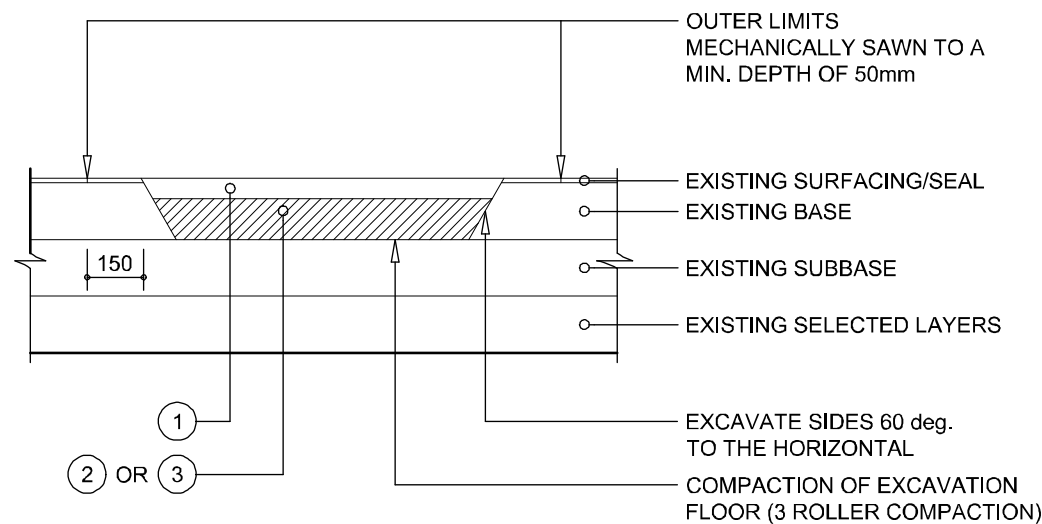 OUTER LIMITS
MECHANICALLY SAWN TO A
MIN. DEPTH OF 50mm
EXISTING SURFACING/SEAL
EXISTING BASE
150
EXISTING SUBBASE
EXISTING SELECTED LAYERS
1
EXCAVATE SIDES 60 deg.
TO THE HORIZONTAL
2 OR 3
COMPACTION OF EXCAVATION
FLOOR (3 ROLLER COMPACTION)